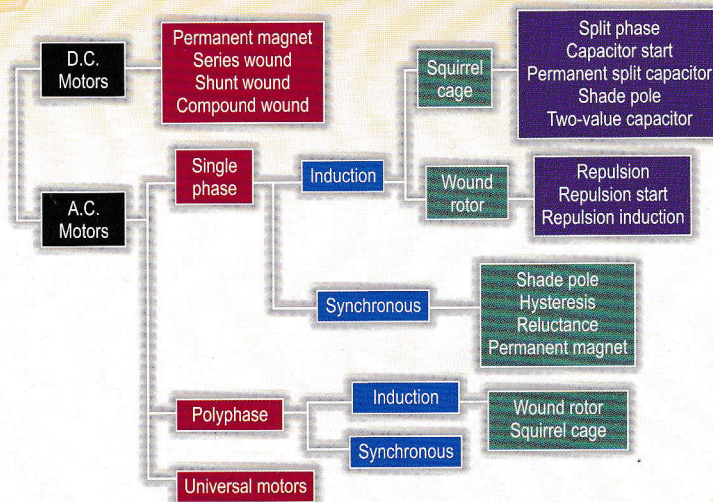 D.C.
Motors
Permanent magnet
Series wound
Shunt wound
Compound wound
A.C.
Motors
Single
phase
Induction
Squirrel
cage
Split phase
Capacitor start
Permanent split capacitor
Shade pole
Two-value capacitor
Wound
rotor
Repulsion
Repulsion start
Repulsion induction
Synchronous
Shade pole
Hysteresis
Reluctance
Permanent magnet
Polyphase
Induction
Wound rotor
Squirrel cage
Synchronous
Universal motors